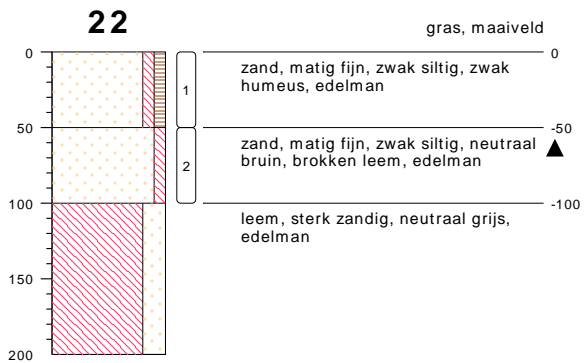 22
gras, maaiveld
0
0
zand, matig fijn, zwak siltig, zwak
humeus, edelman
1
50
-50
zand, matig fijn, zwak siltig, neutraal
bruin, brokken leem, edelman
2
100
-100
leem, sterk zandig, neutraal grijs,
edelman
150
200